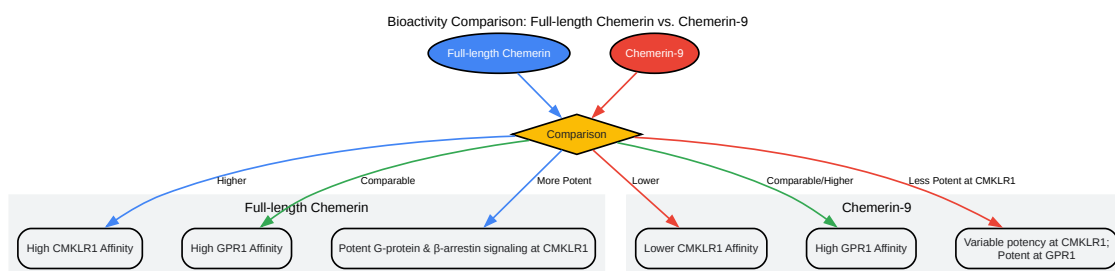 Bioactivity Comparison: Full-length Chemerin vs. Chemerin-9
Full-length Chemerin
Chemerin-9
Comparison
Higher
Comparable
More Potent
Lower
Comparable/Higher
Less Potent at CMKLR1
Full-length Chemerin
Chemerin-9
High CMKLR1 Affinity
High GPR1 Affinity
Potent G-protein & β-arrestin signaling at CMKLR1
Lower CMKLR1 Affinity
High GPR1 Affinity
Variable potency at CMKLR1;
Potent at GPR1